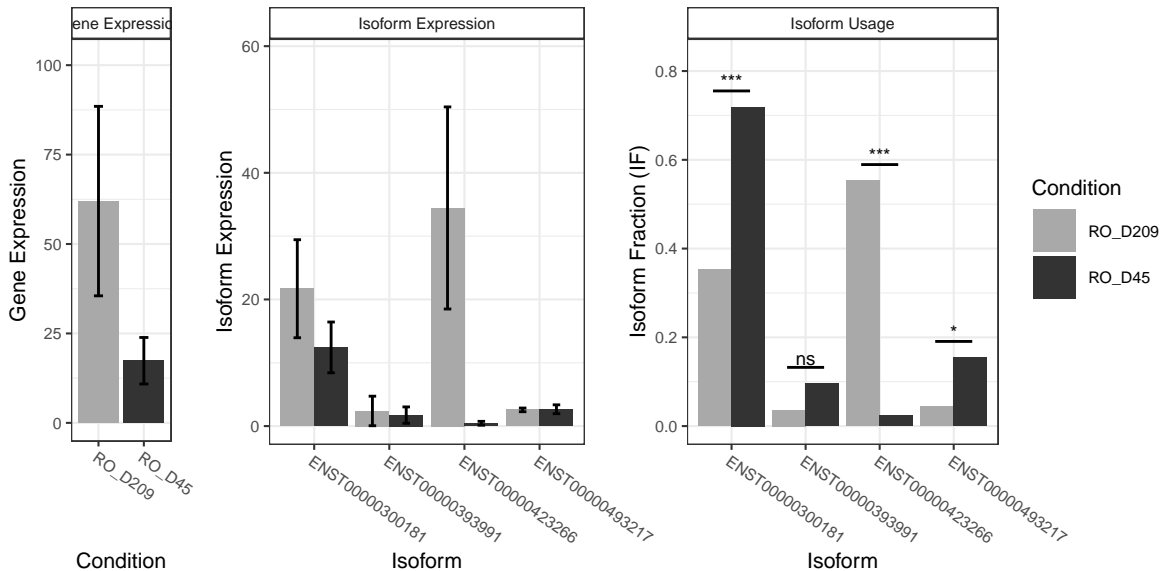 ene Expressio
Gene Expression
100
75
50
25
0
RO_D209
RO_D45
Condition
Isoform Expression
Isoform Expression
60
40
20
0
ENST00000300181
ENST00000393991
ENST00000423266
ENST00000493217
Isoform
Isoform Usage
Isoform Fraction (IF)
0.8
0.6
0.4
0.2
0.0
***
ns
***
*
ENST00000300181
ENST00000393991
ENST00000423266
ENST00000493217
Isoform
Condition
RO_D209
RO_D45